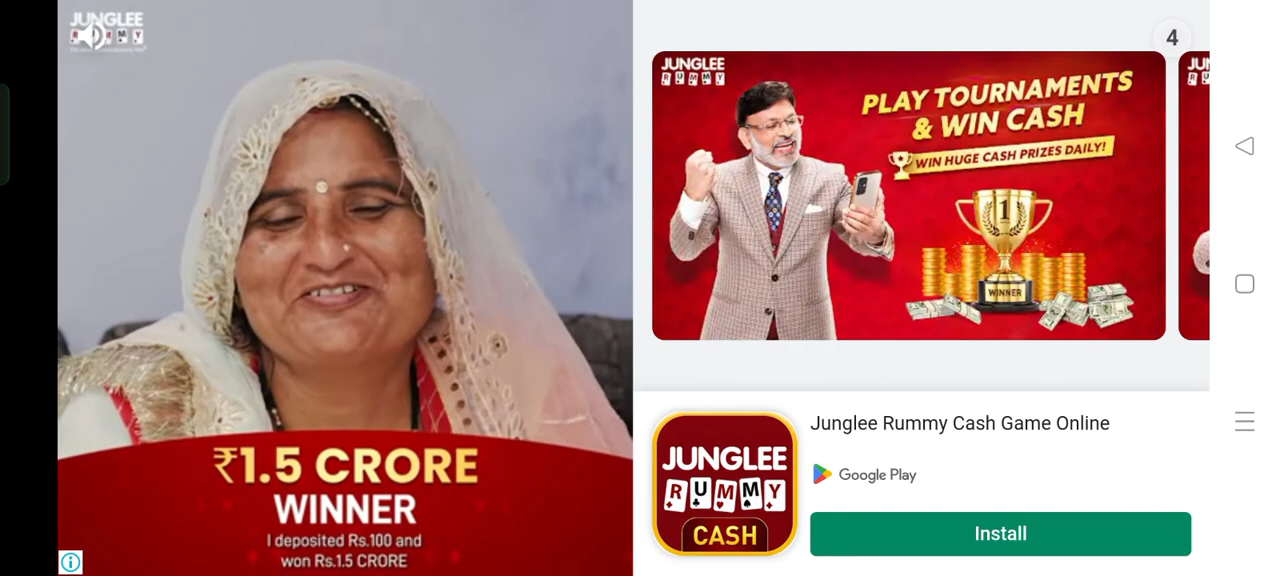 JUNGLEE
RUMMY
₹1.5 CRORE
WINNER
I deposited Rs.100 and
won Rs.1.5 CRORE
4
JUNGLEE
RUMMY
PLAY TOURNAMENTS
& WIN CASH
WIN HUGE CASH PRIZES DAILY!
1
WINNER
JUNGLEE
RUMMY
CASH
Junglee Rummy Cash Game Online
Google Play
Install